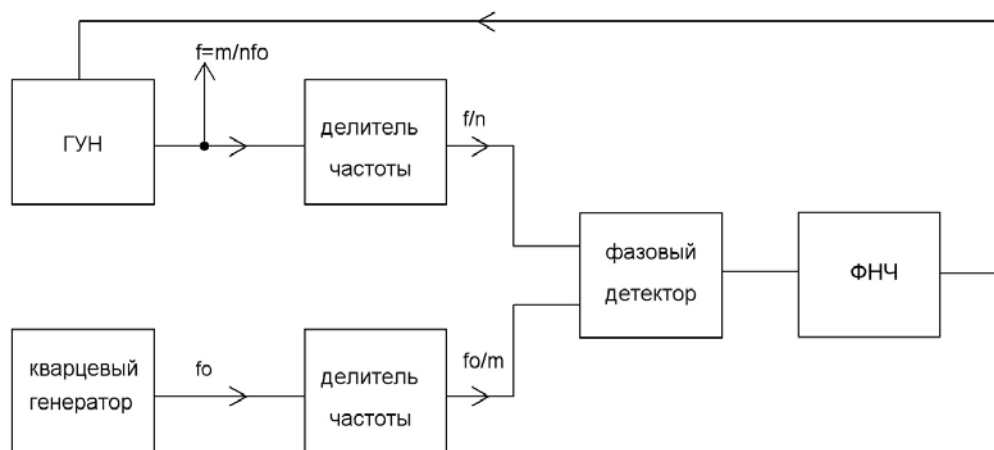 f=m/nfo
ГУН
делитель
частоты
f/n
фазовый
детектор
ФНЧ
кварцевый
генератор
fo
делитель
частоты
fo/m